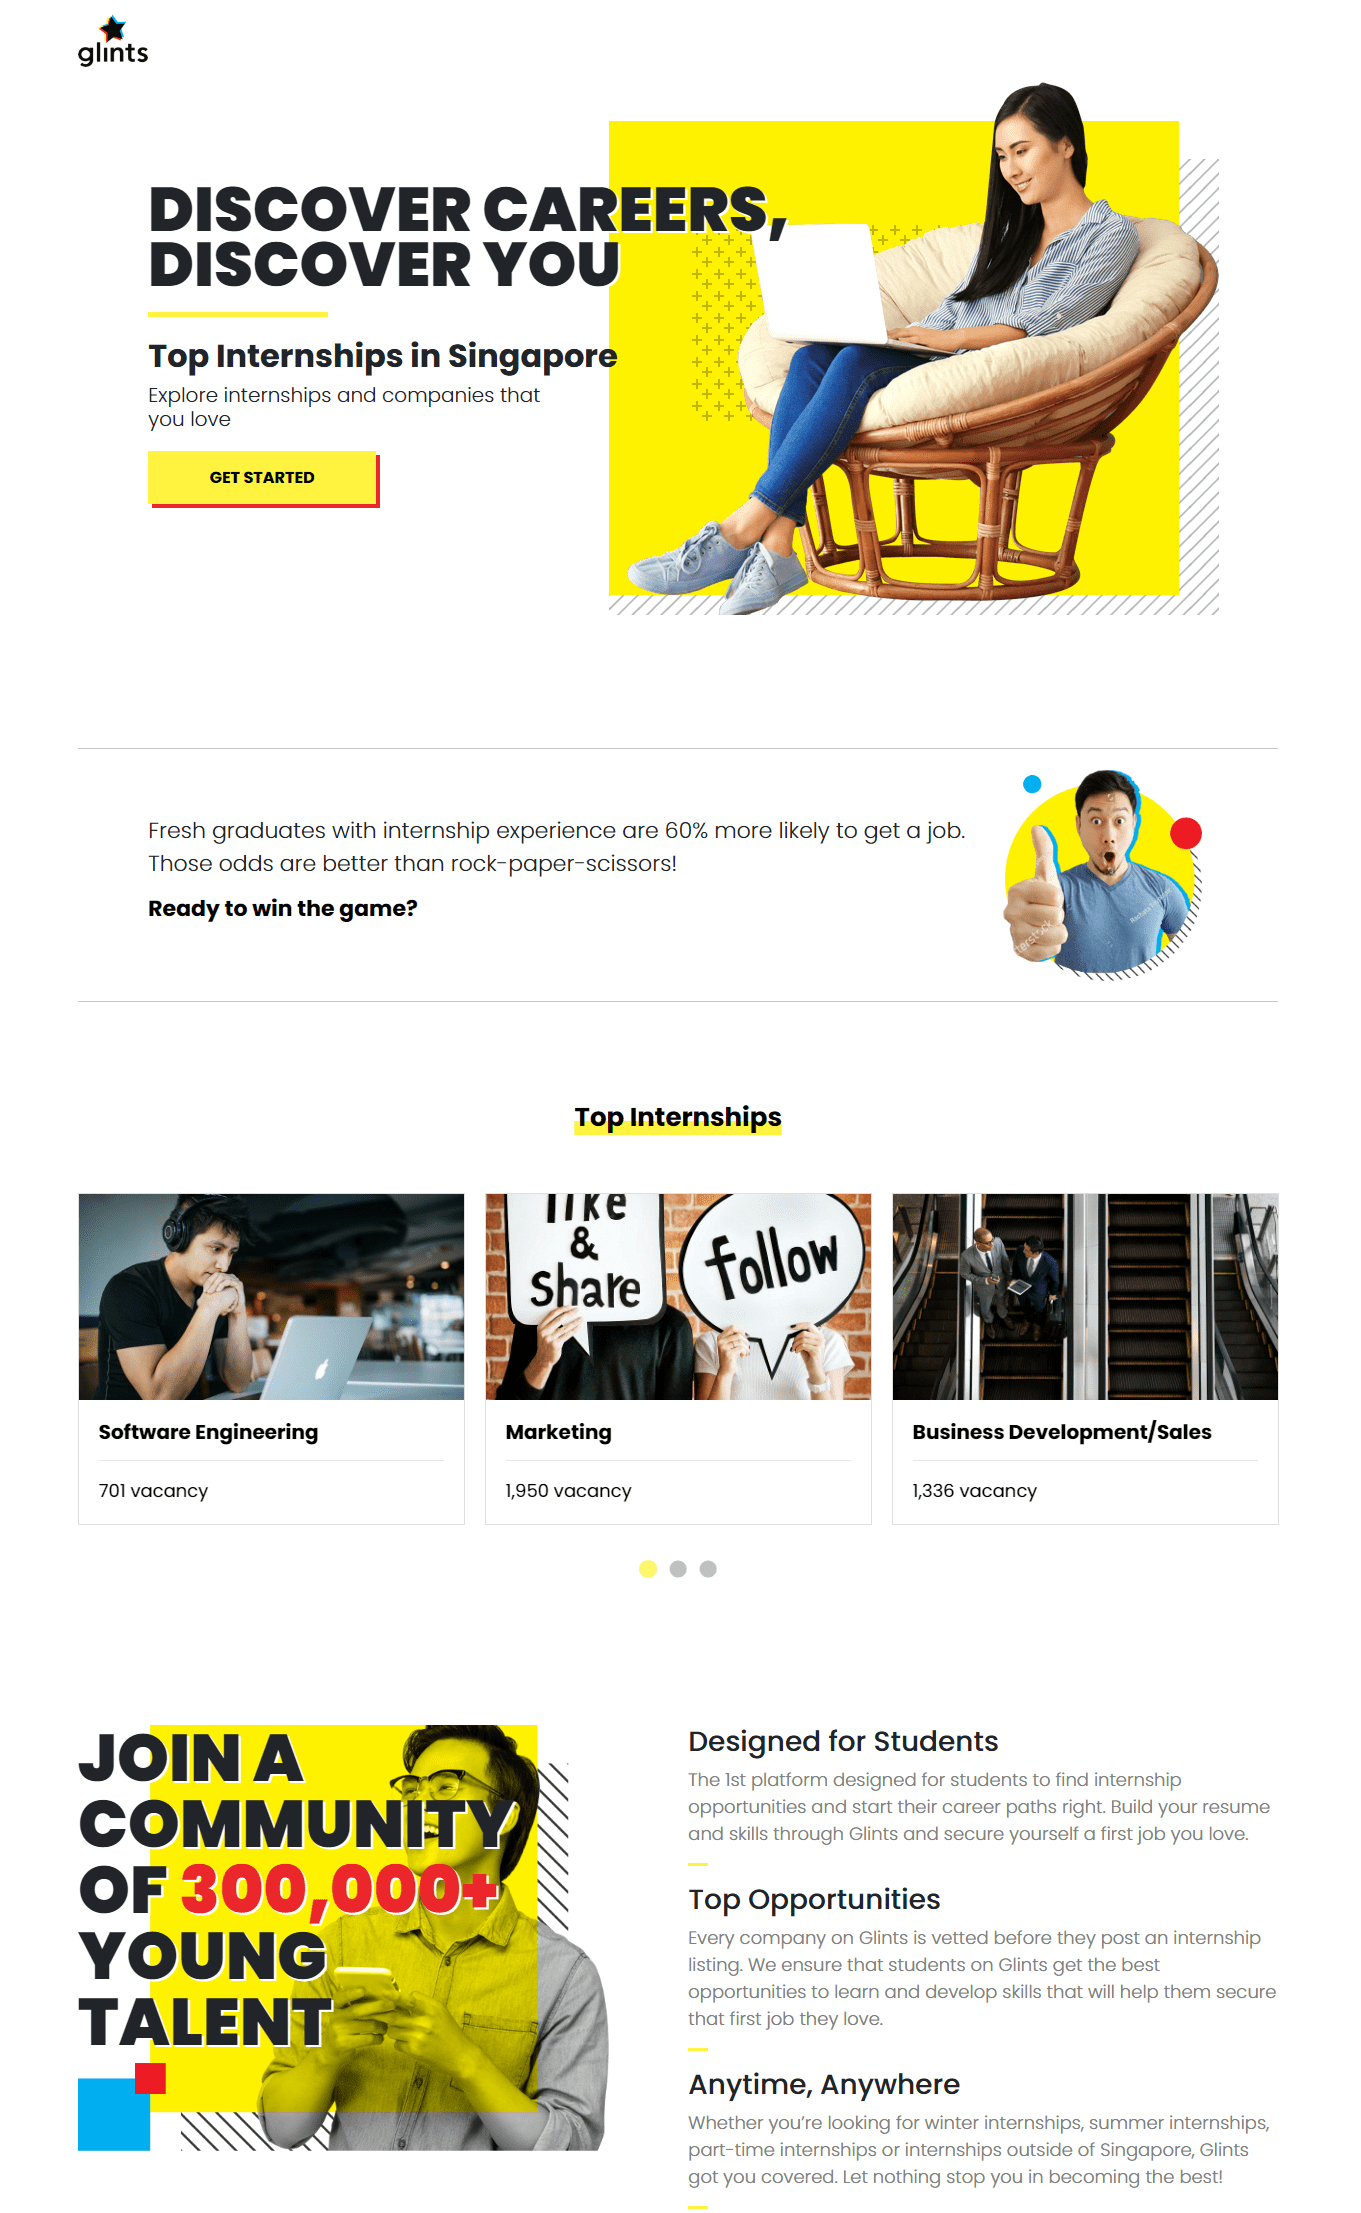 glints
DISCOVER CAREERS,
DISCOVER YOU
Top Internships in Singapore
Explore internships and companies that
you love
GET STARTED
Fresh graduates with internship experience are 60% more likely to get a job.
Those odds are better than rock-paper-scissors!
Ready to win the game?
Top Internships
like
&
share
follow
Software Engineering
701 vacancy
Marketing
1,950 vacancy
Business Development/Sales
1,336 vacancy
JOIN A
COMMUNITY
OF 300,000+
YOUNG
TALENT
Designed for Students
The 1st platform designed for students to find internship
opportunities and start their career paths right. Build your resume
and skills through Glints and secure yourself a first job you love.
Top Opportunities
Every company on Glints is vetted before they post an internship
listing. We ensure that students on Glints get the best
opportunities to learn and develop skills that will help them secure
that first job they love.
Anytime, Anywhere
Whether you’re looking for winter internships, summer internships,
part-time internships or internships outside of Singapore, Glints
got you covered. Let nothing stop you in becoming the best!